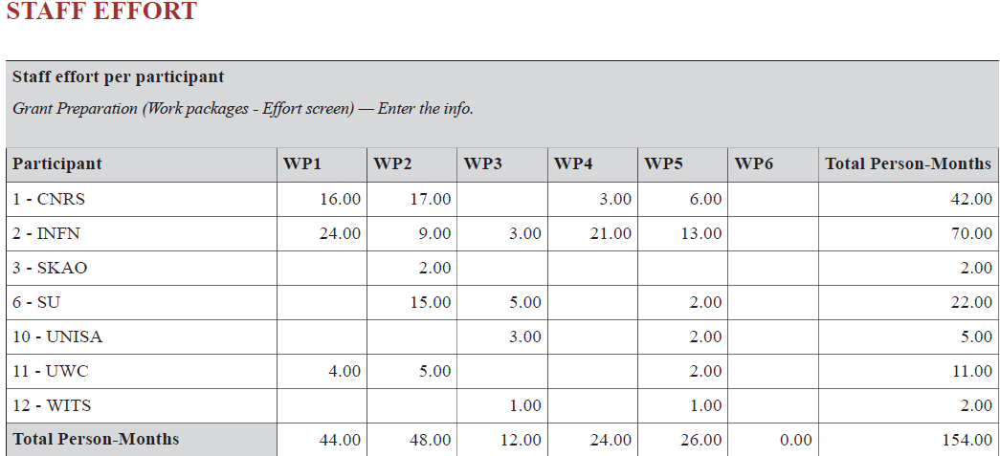 STAFF EFFORT
Staff effort per participant
Grant Preparation (Work packages - Effort screen) — Enter the info.
Participant WP1 WP2 WP3 WP4 WP5 WP6 Total Person-Months
1 - CNRS 16.00 17.00 3.00 6.00 42.00
2 - INFN 24.00 9.00 3.00 21.00 13.00 70.00
3 - SKAO 2.00 2.00
6 - SU 15.00 5.00 2.00 22.00
10 - UNISA 3.00 2.00 5.00
11 - UWC 4.00 5.00 2.00 11.00
12 - WITS 1.00 1.00 2.00
Total Person-Months 44.00 48.00 12.00 24.00 26.00 0.00 154.00